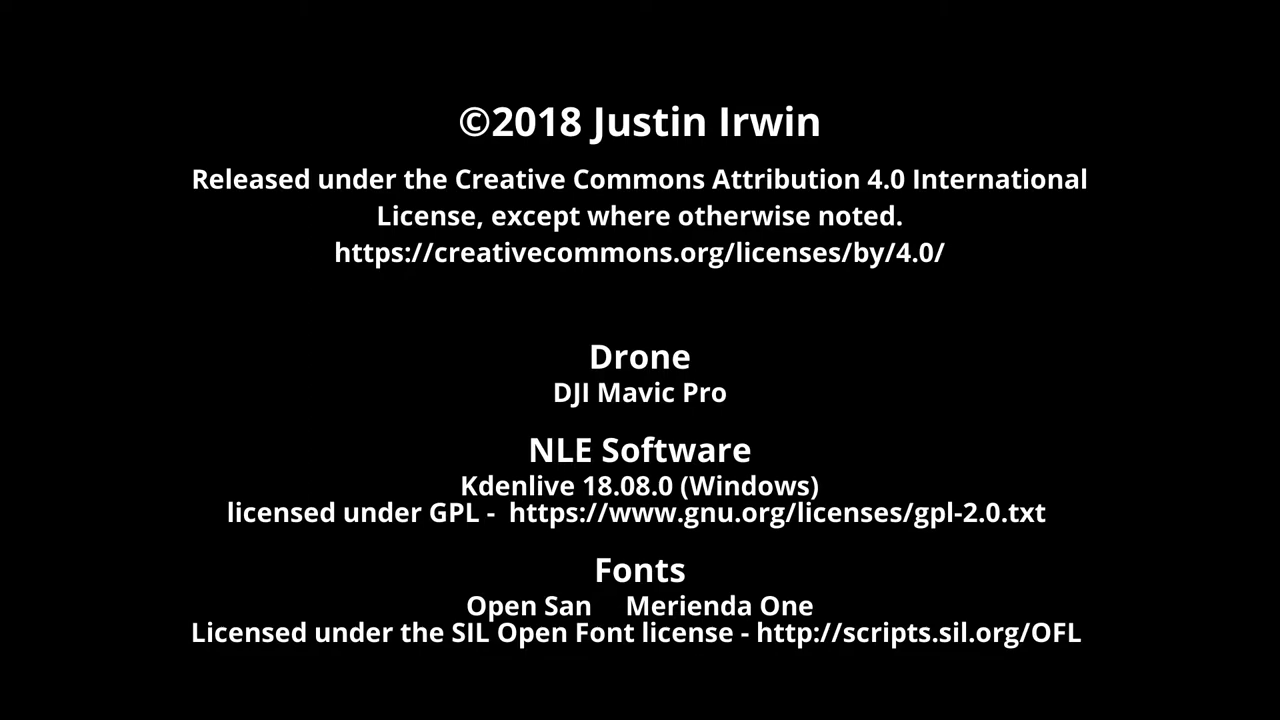 ©2018 Justin Irwin
Released under the Creative Commons Attribution 4.0 International
License, except where otherwise noted.
https://creativecommons.org/licenses/by/4.0/
Drone
DJI Mavic Pro
NLE Software
Kdenlive 18.08.0 (Windows)
licensed under GPL -  https://www.gnu.org/licenses/gpl-2.0.txt
Fonts
Open San     Merienda One
Licensed under the SIL Open Font license - http://scripts.sil.org/OFL